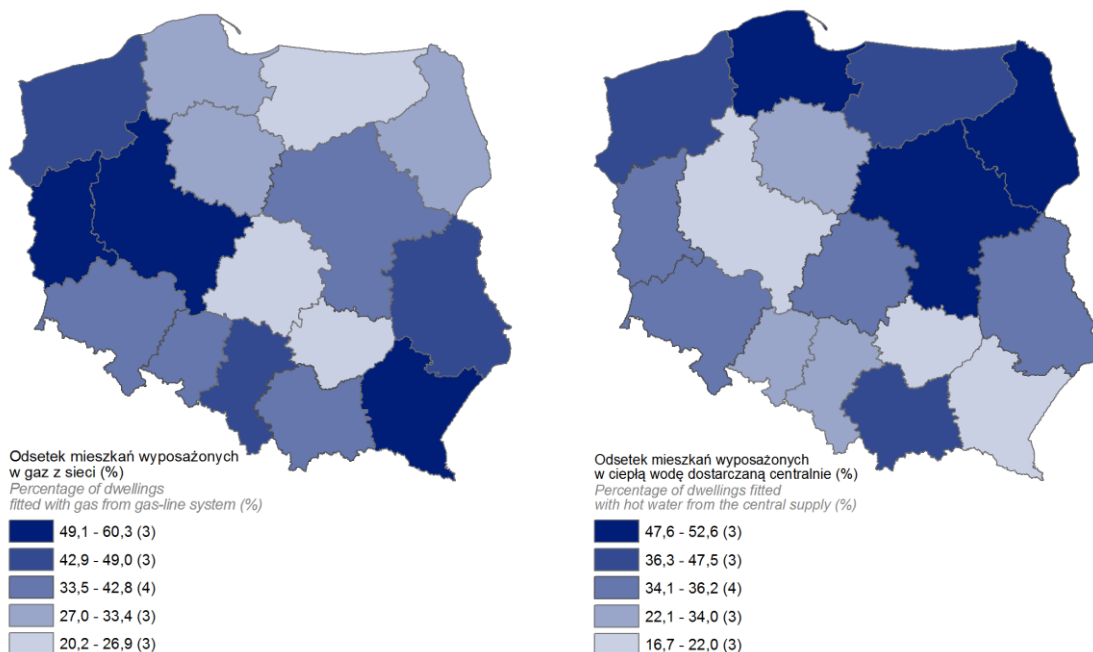 Odsetek mieszkań wyposażonych
w gaz z sieci (%)
Percentage of dwellings
fitted with gas from gas-line system (%)
49,1 - 60,3 (3)
42,9 - 49,0 (3)
33,5 - 42,8 (4)
27,0 - 33,4 (3)
20,2 - 26,9 (3)
Odsetek mieszkań wyposażonych
w ciepłą wodę dostarczaną centralnie (%)
Percentage of dwellings fitted
with hot water from the central supply (%)
47,6 - 52,6 (3)
36,3 - 47,5 (3)
34,1 - 36,2 (4)
22,1 - 34,0 (3)
16,7 - 22,0 (3)